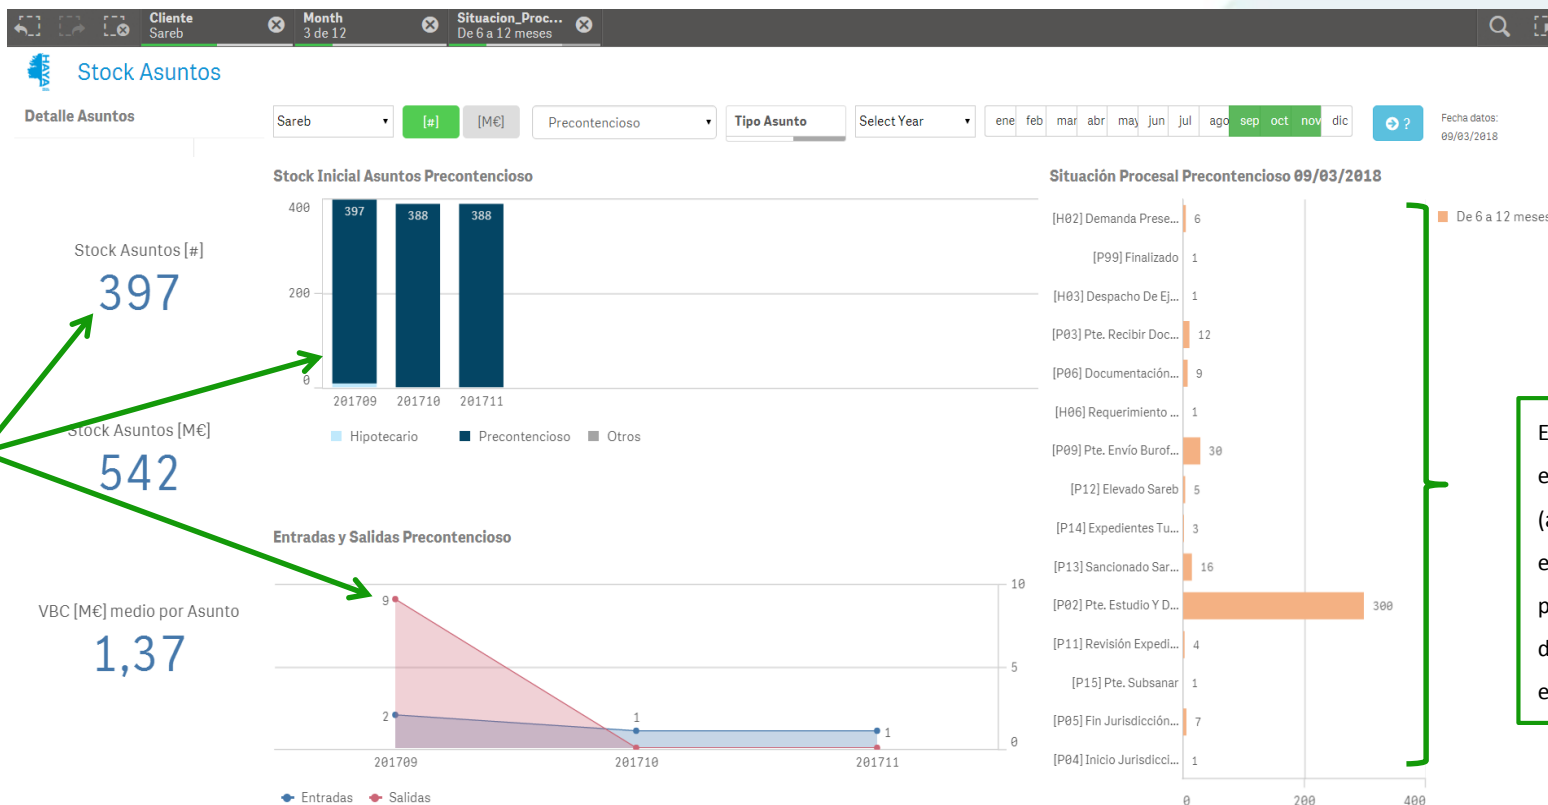 Cliente
Sareb
Month
3 de 12
Situacion_Proc...
De 6 a 12 meses
HAYA
Stock Asuntos
Detalle Asuntos
Sareb
[#]
[M€]
Precontencioso
Tipo Asunto
Select Year
ene feb mar abr may jun jul ago sep oct nov dic
?
Fecha datos:
09/03/2018
Stock Asuntos [#]
397
Stock Asuntos [M€]
542
VBC [M€] medio por Asunto
1,37
Stock Inicial Asuntos Precontencioso
400
200
0
397
388
388
201709
201710
201711
Hipotecario
Precontencioso
Otros
Entradas y Salidas Precontencioso
10
5
0
9
2
1
1
201709
201710
201711
Entradas
Salidas
Situación Procesal Precontencioso 09/03/2018
De 6 a 12 meses
[H02] Demanda Prese... 6
[P99] Finalizado 1
[H03] Despacho De Ej... 1
[P03] Pte. Recibir Doc... 12
[P06] Documentación... 9
[H06] Requerimiento ... 1
[P09] Pte. Envío Burof... 30
[P12] Elevado Sareb 5
[P14] Expedientes Tu... 3
[P13] Sancionado Sar... 16
[P02] Pte. Estudio Y D... 300
[P11] Revisión Expedi... 4
[P15] Pte. Subsanar 1
[P05] Fin Jurisdicción... 7
[P04] Inicio Jurisdicci... 1
0
200
400
E
e
(a
e
p
d
e